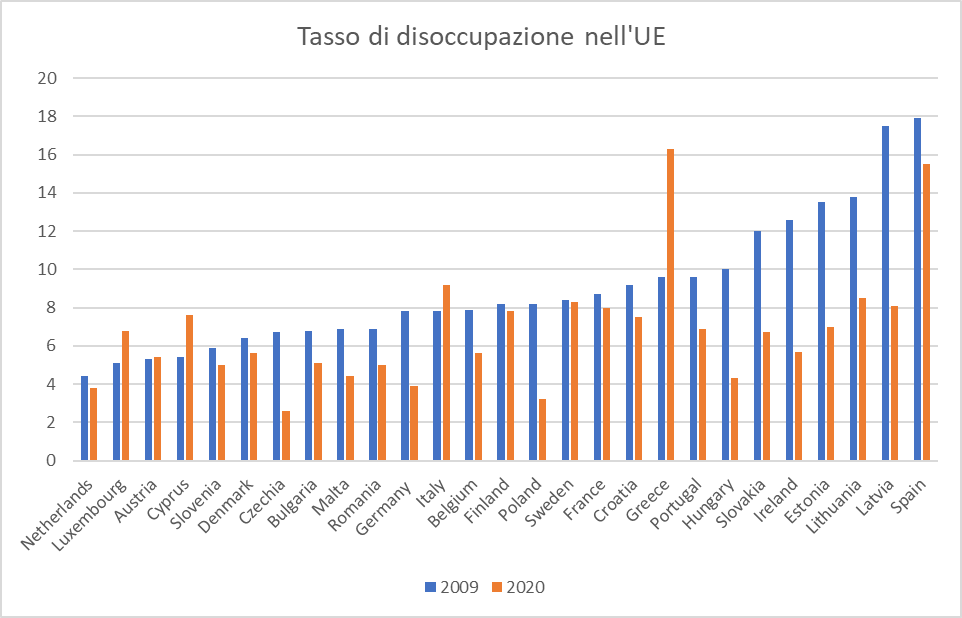 Tasso di disoccupazione nell'UE
20
18
16
14
12
10
8
6
4
2
0
Netherlands
Luxembourg
Austria
Cyprus
Slovenia
Denmark
Czechia
Bulgaria
Malta
Romania
Germany
Italy
Belgium
Finland
Poland
Sweden
France
Croatia
Greece
Portugal
Hungary
Slovakia
Ireland
Estonia
Lithuania
Latvia
Spain
2009 2020